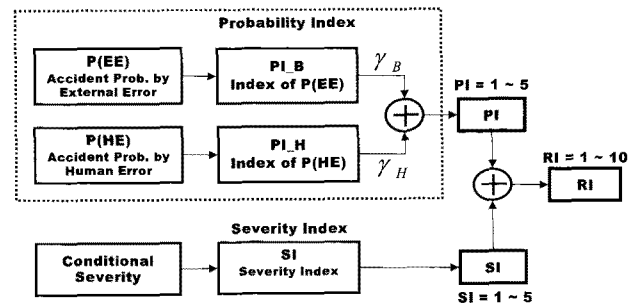 Probability Index
P(EE)
Accident Prob. by
External Error
PI_B
Index of P(EE)
γ B
P(HE)
Accident Prob. by
Human Error
PI_H
Index of P(HE)
γ H
PI = 1 ~ 5
PI
RI = 1 ~ 10
RI
Severity Index
Conditional
Severity
SI
Severity Index
SI
SI = 1 ~ 5